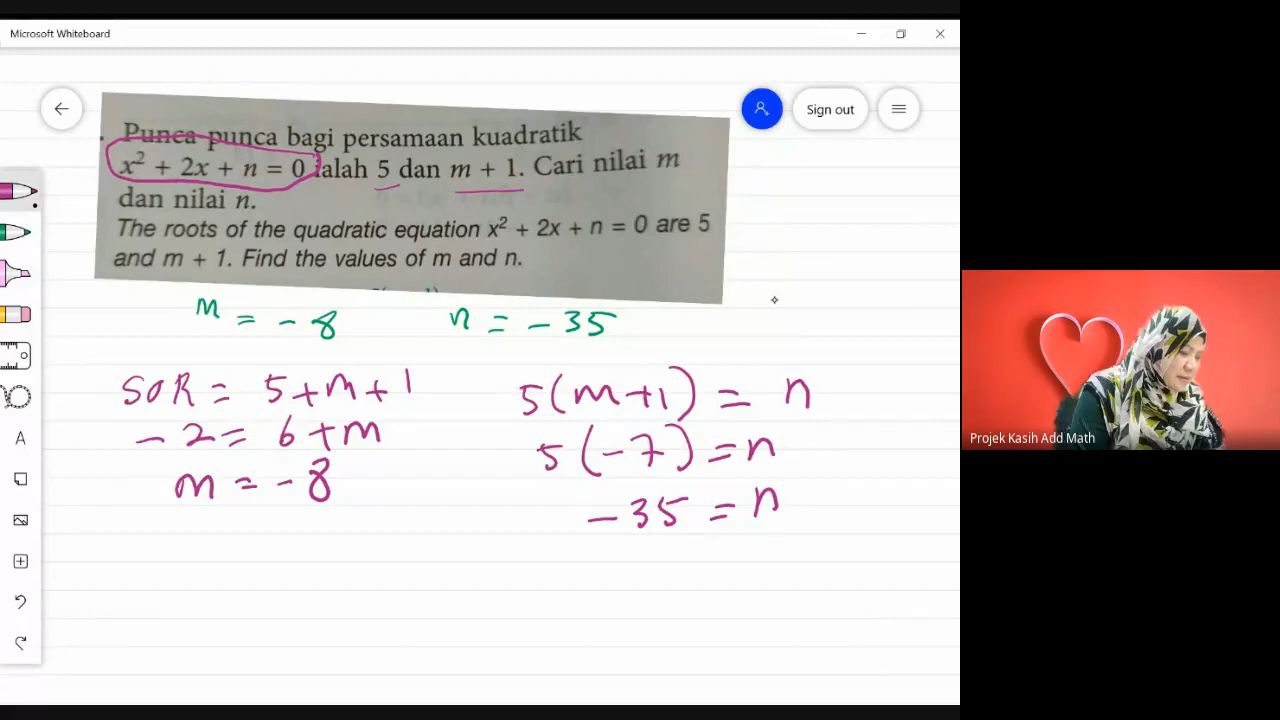 Microsoft Whiteboard
Sign out
Punca punca bagi persamaan kuadratik
x² + 2x + n = 0 ialah 5 dan m + 1. Cari nilai m
dan nilai n.
The roots of the quadratic equation x² + 2x + n = 0 are 5
and m + 1. Find the values of m and n.
m = - 8 n = - 35
SOR = 5 + m + 1
- 2 = 6 + m
m = - 8
5(m+1) = n
5(-7) = n
- 35 = n
A
Projek Kasih Add Math